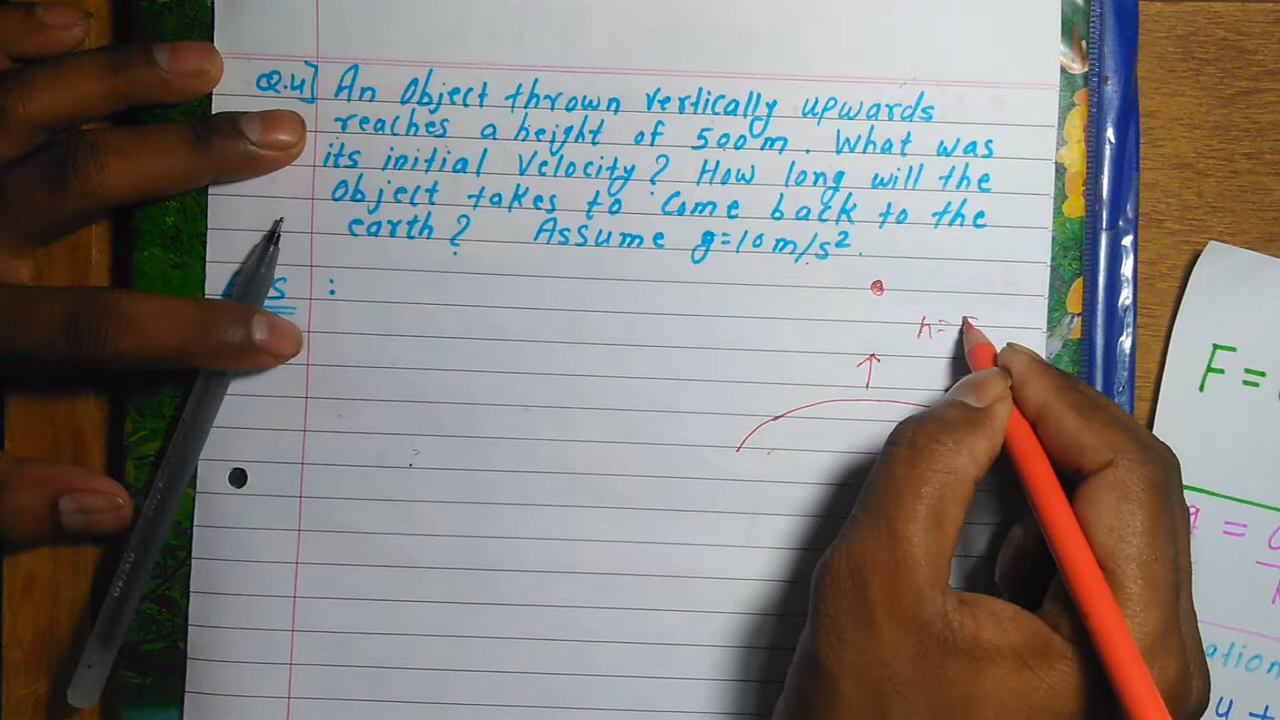 Q.4] An Object thrown vertically upwards
reaches a height of 500m. What was
its initial Velocity? How long will the
Object takes to Come back to the
earth? Assume g=10m/s².
:
h=
F=
=
ation
u +